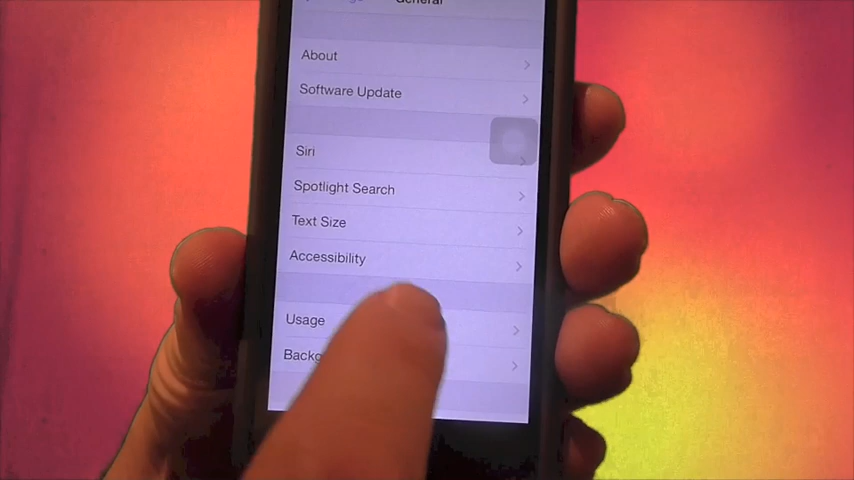 General
About
Software Update
Siri
Spotlight Search
Text Size
Accessibility
Usage